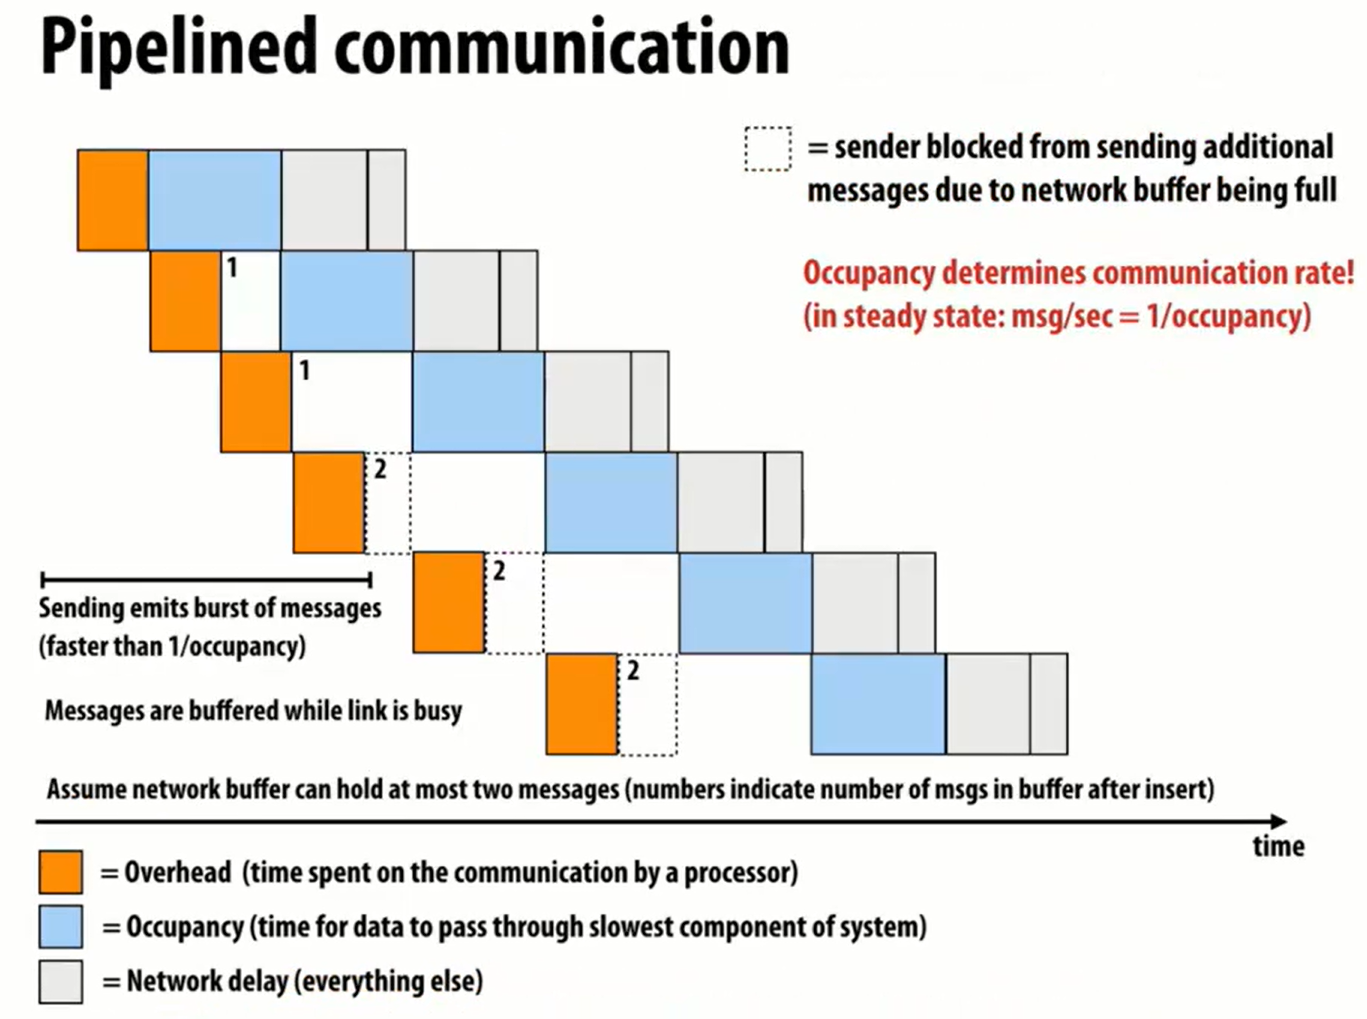 Pipelined communication
= sender blocked from sending additional
messages due to network buffer being full
Occupancy determines communication rate!
(in steady state: msg/sec = 1/occupancy)
1
1
2
2
2
Sending emits burst of messages
(faster than 1/occupancy)
Messages are buffered while link is busy
Assume network buffer can hold at most two messages (numbers indicate number of msgs in buffer after insert)
time
= Overhead (time spent on the communication by a processor)
= Occupancy (time for data to pass through slowest component of system)
= Network delay (everything else)